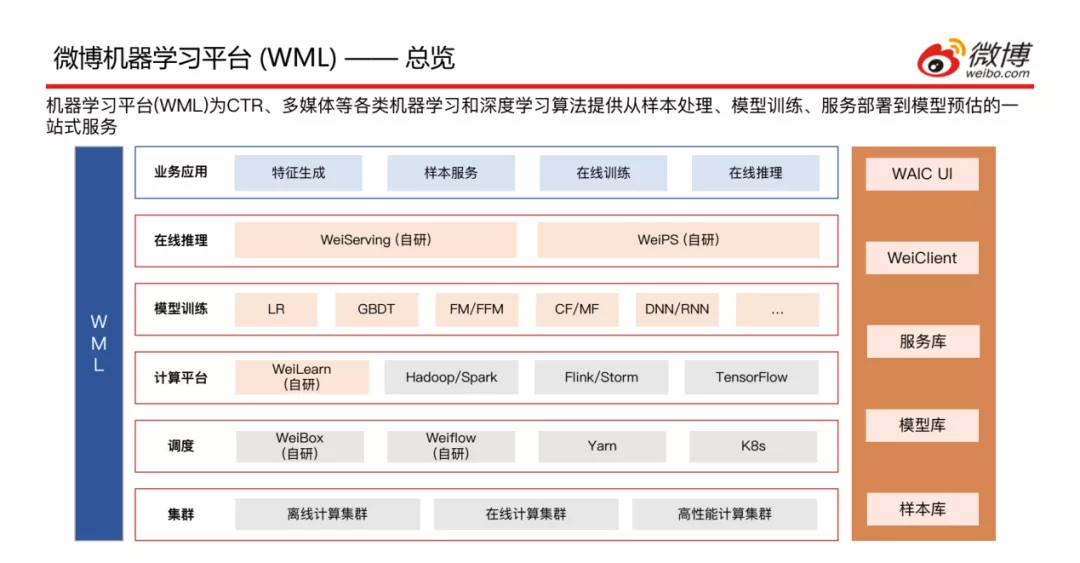 微博机器学习平台 (WML) —— 总览
微博
weibo.com
机器学习平台(WML)为CTR、多媒体等各类机器学习和深度学习算法提供从样本处理、模型训练、服务部署到模型预估的一
站式服务
WML
业务应用 特征生成 样本服务 在线训练 在线推理
在线推理 WeiServing (自研) WeiPS (自研)
模型训练 LR GBDT FM/FFM CF/MF DNN/RNN ...
计算平台 WeiLearn (自研) Hadoop/Spark Flink/Storm TensorFlow
调度 WeiBox (自研) Weiflow (自研) Yarn K8s
集群 离线计算集群 在线计算集群 高性能计算集群
WAIC UI
WeiClient
服务库
模型库
样本库